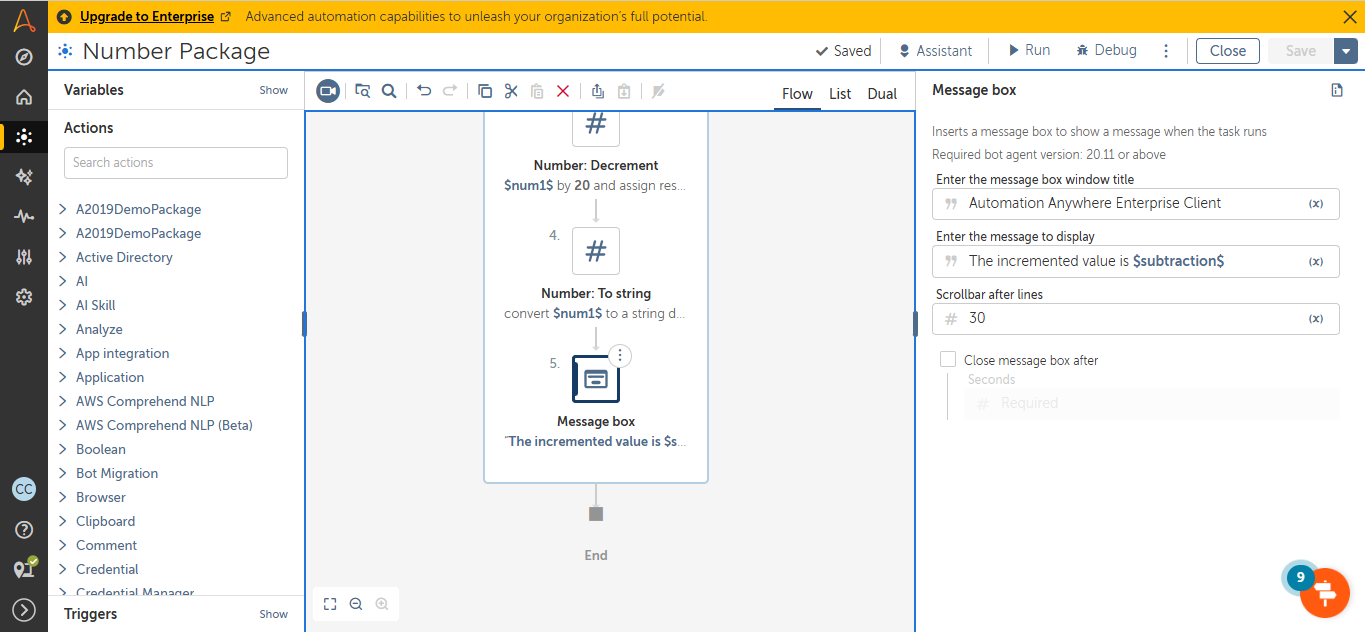 Upgrade to Enterprise Advanced automation capabilities to unleash your organization's full potential.
Number Package
Saved
Assistant
Run
Debug
Close
Save
Variables
Show
Actions
Search actions
A2019DemoPackage
A2019DemoPackage
Active Directory
AI
AI Skill
Analyze
App integration
Application
AWS Comprehend NLP
AWS Comprehend NLP (Beta)
Boolean
Bot Migration
Browser
Clipboard
Comment
Credential
Credential Manager
Triggers
Show
CC
Flow
List
Dual
Number: Decrement
$num1$ by 20 and assign res...
4.
Number: To string
convert $num1$ to a string d...
5.
Message box
"The incremented value is $s...
End
Message box
Inserts a message box to show a message when the task runs
Required bot agent version: 20.11 or above
Enter the message box window title
Automation Anywhere Enterprise Client (x)
Enter the message to display
The incremented value is $subtraction$ (x)
Scrollbar after lines
# 30 (x)
Close message box after
Seconds
# Required
9